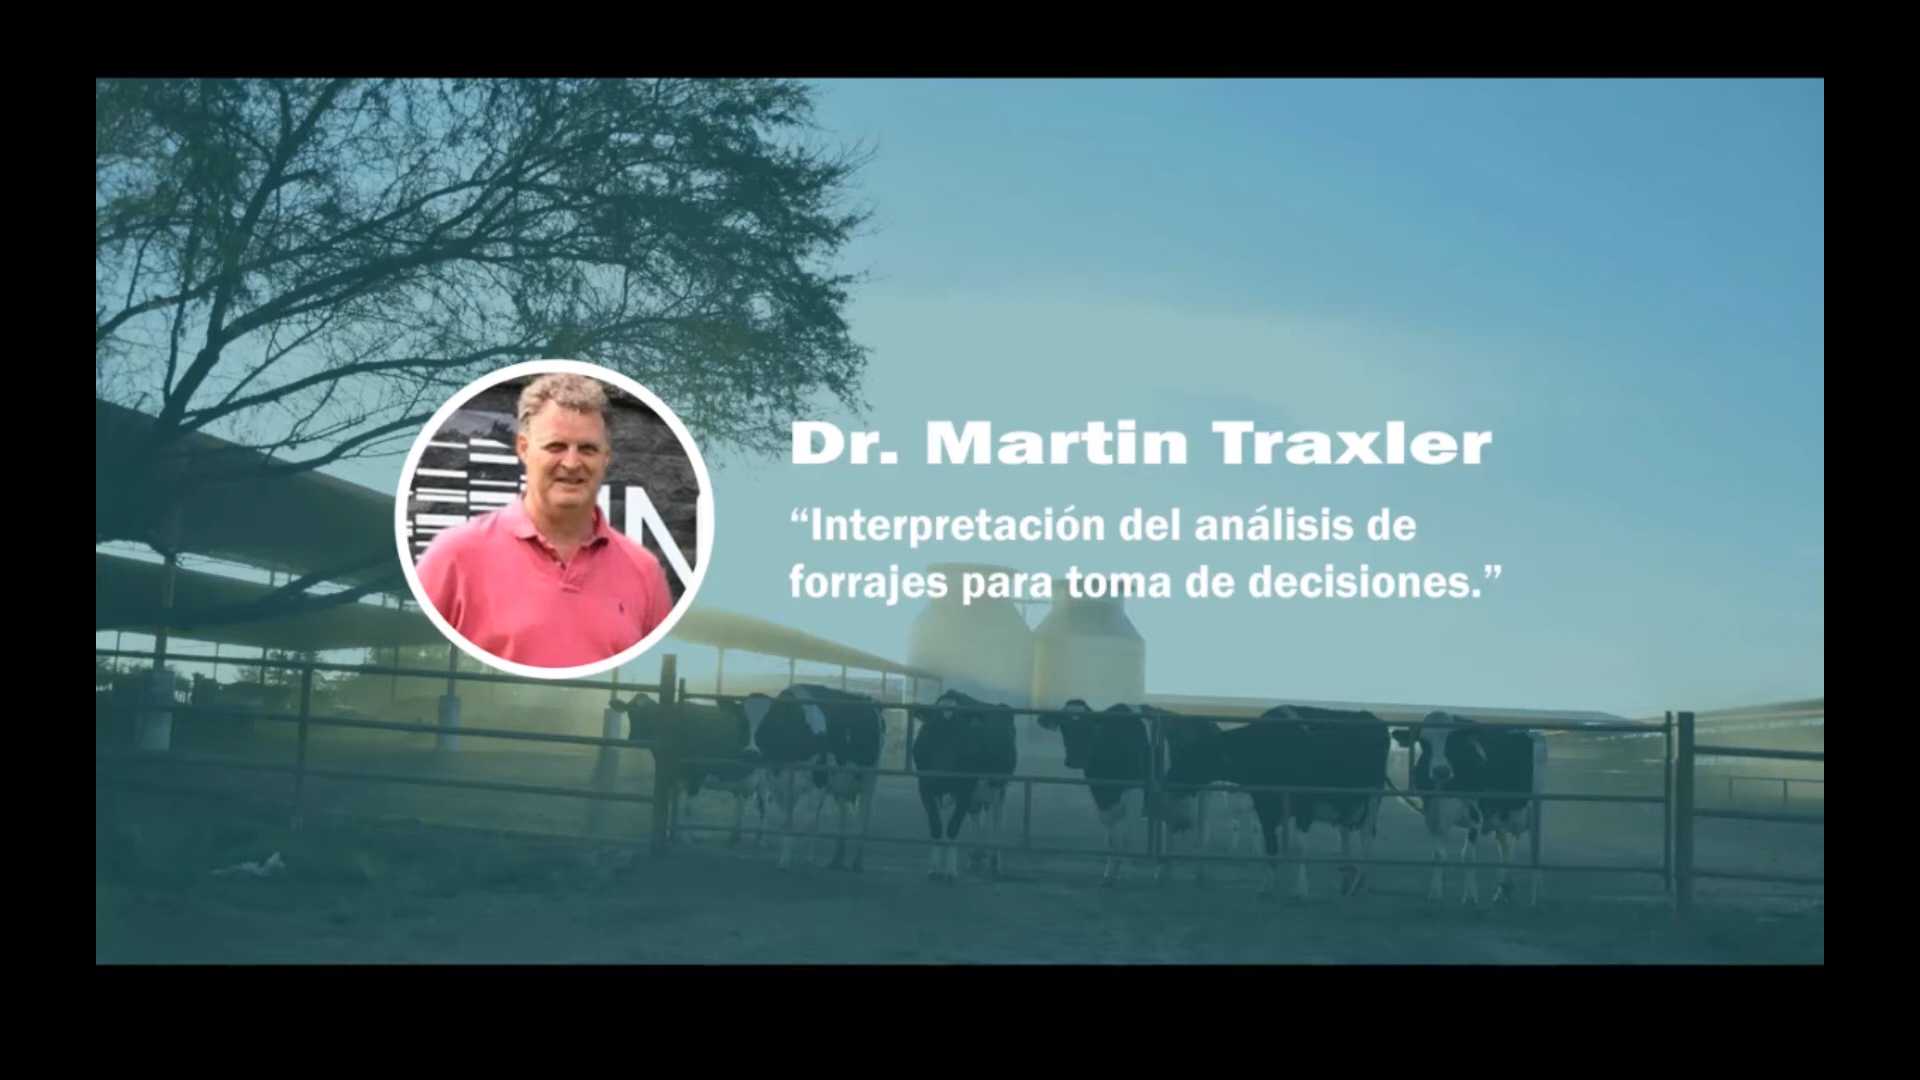 Dr. Martin Traxler
“Interpretación del análisis de
forrajes para toma de decisiones.”